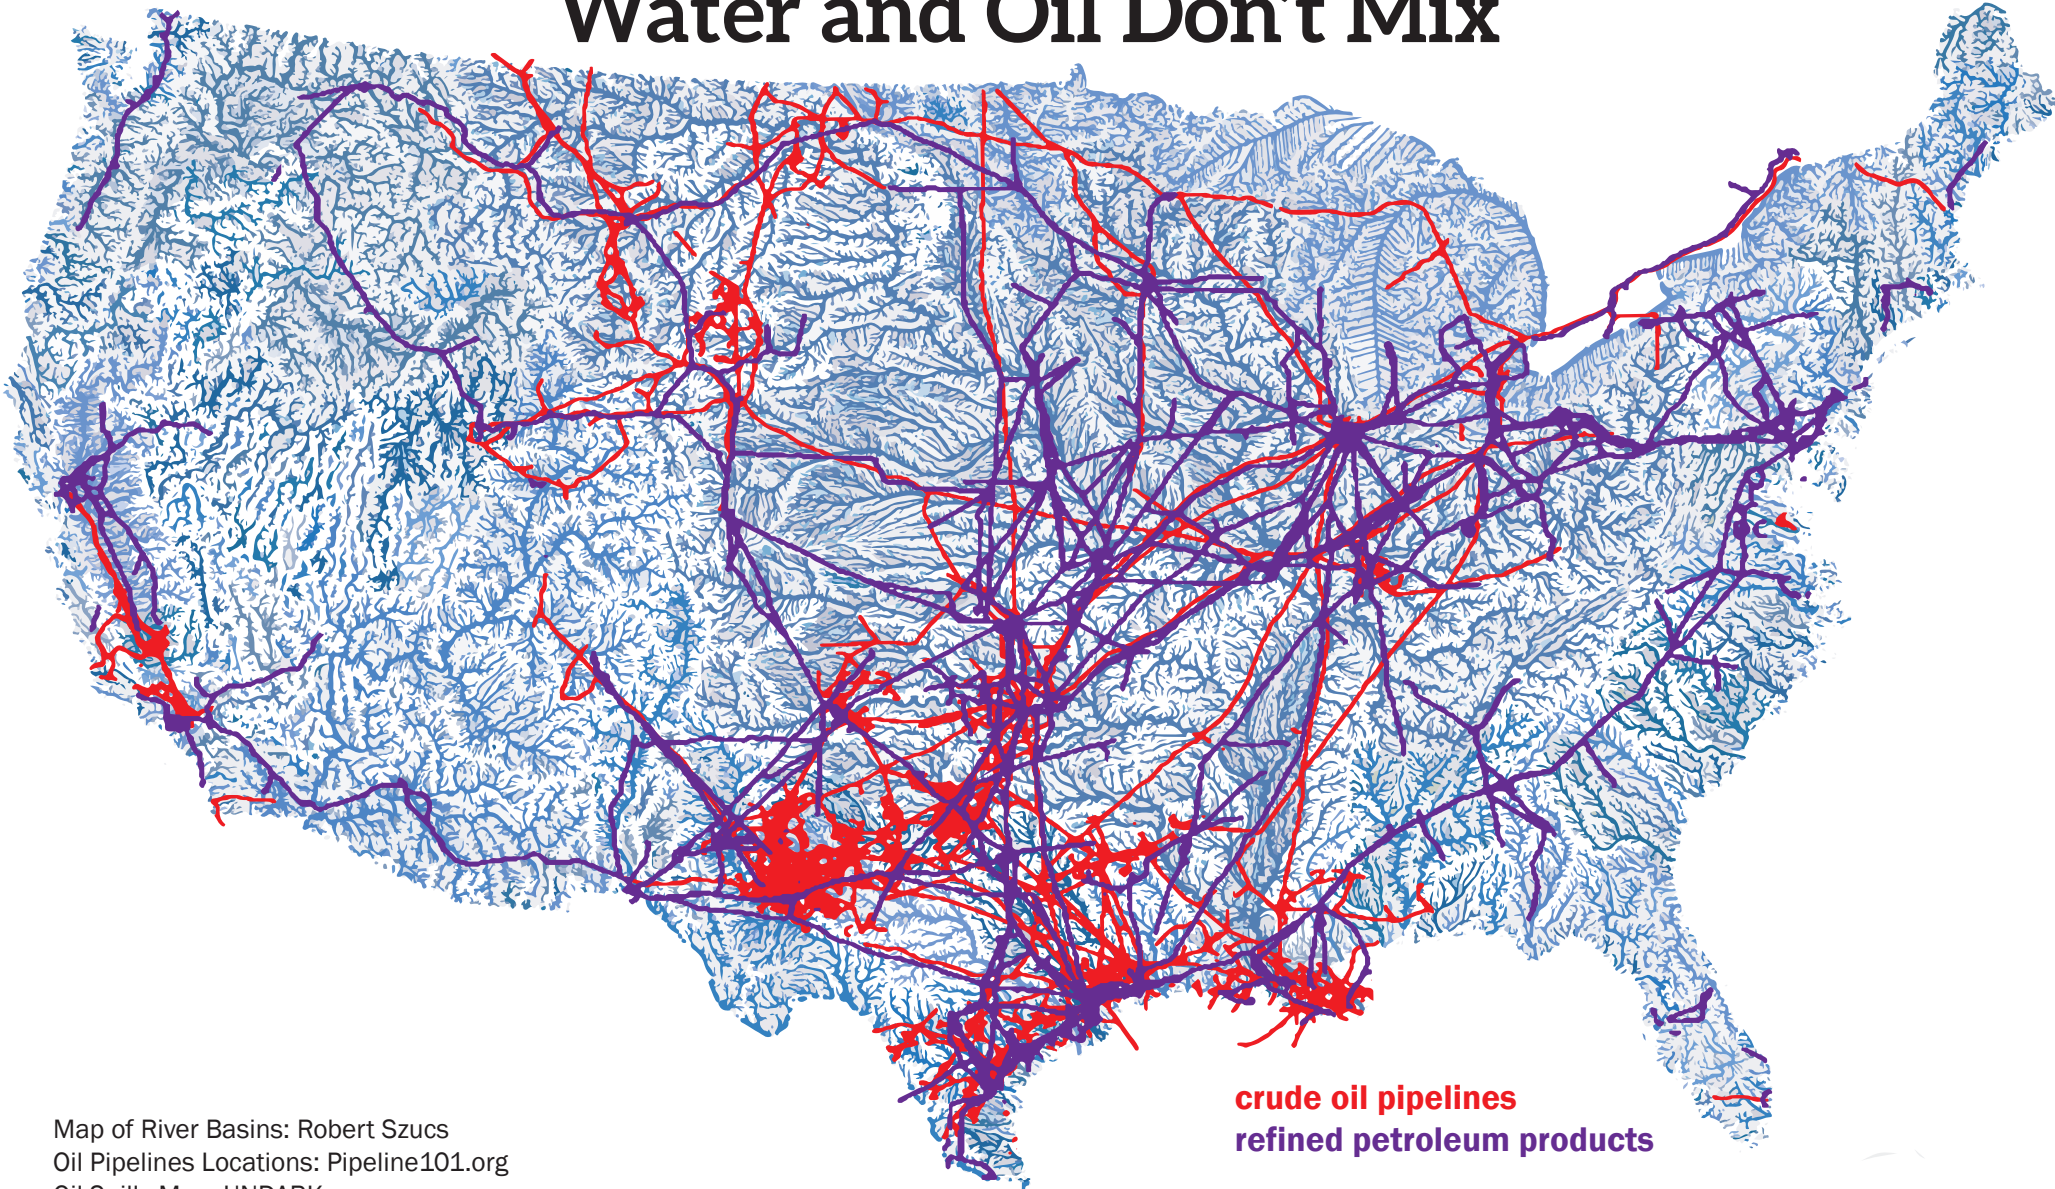 Water and Oil Don't Mix
crude oil pipelines
refined petroleum products
Map of River Basins: Robert Szucs
Oil Pipelines Locations: Pipeline101.org